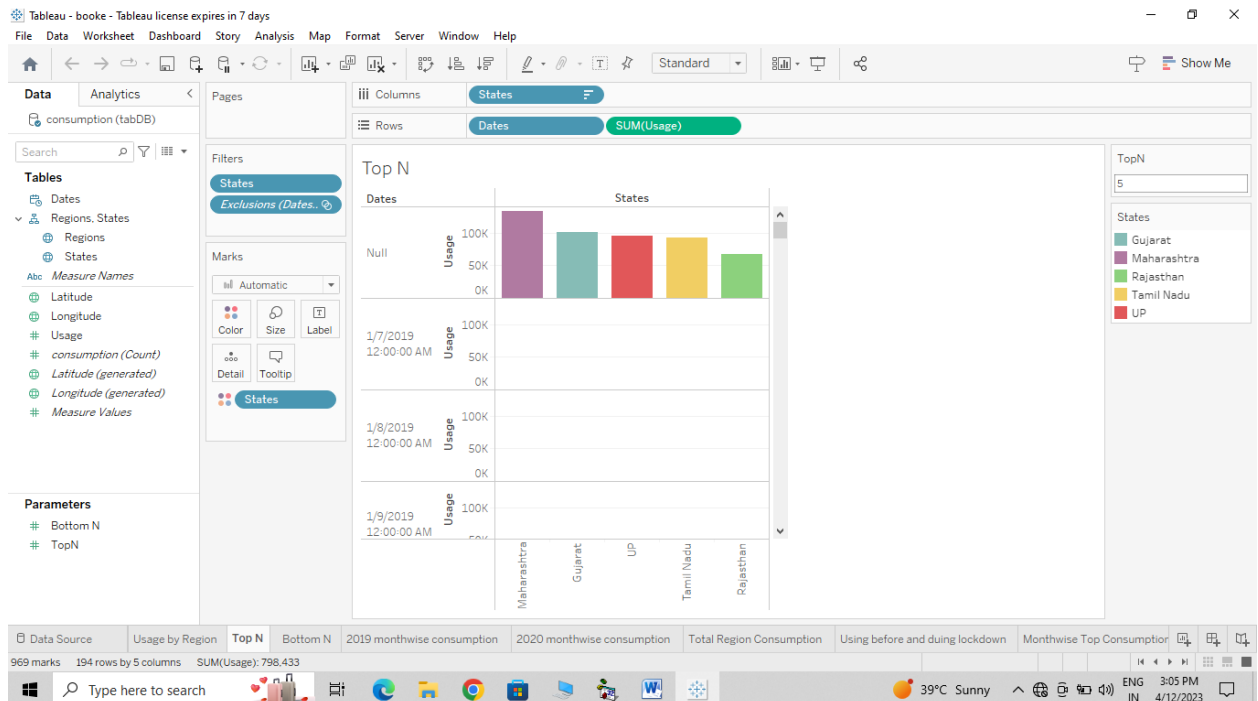 Tableau - booke - Tableau license expires in 7 days
File Data Worksheet Dashboard Story Analysis Map Format Server Window Help
Standard
Show Me
Data Analytics
consumption (tabDB)
Search
Tables
Dates
Regions, States
Regions
States
Abc Measure Names
Latitude
Longitude
# Usage
# consumption (Count)
Latitude (generated)
Longitude (generated)
# Measure Values
Parameters
# Bottom N
# TopN
Pages
Filters
States
Exclusions (Dates..
Marks
Automatic
Color Size Label
Detail Tooltip
States
Columns States
Rows Dates SUM(Usage)
Top N
Dates States
Null
Usage
100K
50K
0K
1/7/2019
12:00:00 AM
Usage
100K
50K
0K
1/8/2019
12:00:00 AM
Usage
100K
50K
0K
1/9/2019
12:00:00 AM
Usage
100K
50K
Maharashtra
Gujarat
UP
Tamil Nadu
Rajasthan
TopN
5
States
Gujarat
Maharashtra
Rajasthan
Tamil Nadu
UP
Data Source Usage by Region Top N Bottom N 2019 monthwise consumption 2020 monthwise consumption Total Region Consumption Using before and duing lockdown Monthwise Top Consumption
969 marks 194 rows by 5 columns SUM(Usage): 798,433
Type here to search
39°C Sunny
ENG
IN
3:05 PM
4/12/2023